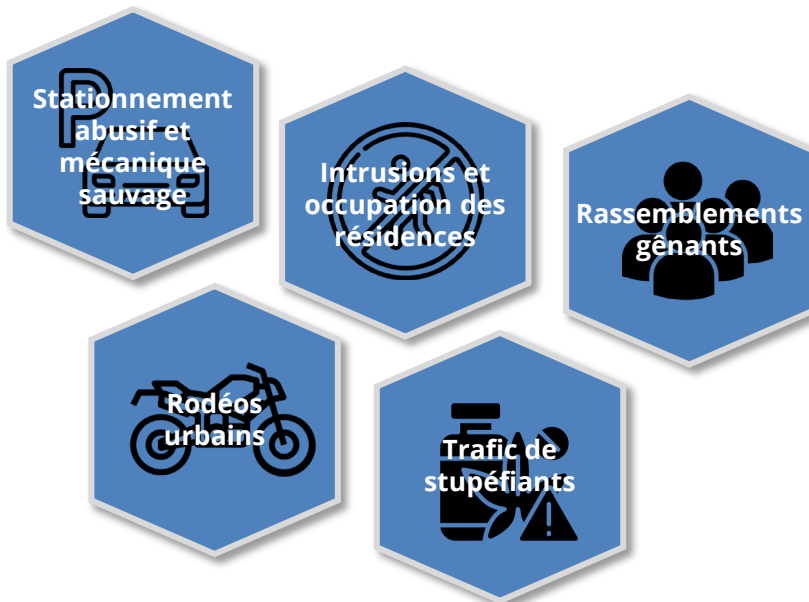 Stationnement
abusif et
mécanique
sauvage
Intrusions et
occupation des
résidences
Rassemblements
gênants
Rodéos
urbains
Trafic de
stupéfiants